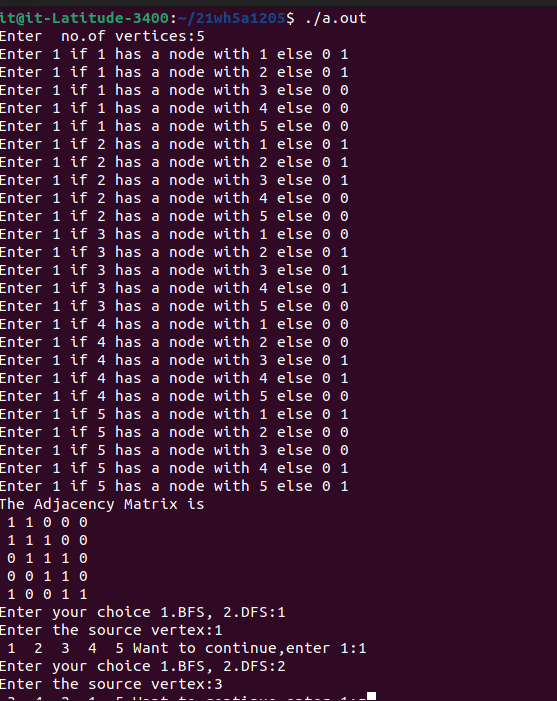 it@it-Latitude-3400:~/21wh5a1205$ ./a.out
Enter  no.of vertices:5
Enter 1 if 1 has a node with 1 else 0 1
Enter 1 if 1 has a node with 2 else 0 1
Enter 1 if 1 has a node with 3 else 0 0
Enter 1 if 1 has a node with 4 else 0 0
Enter 1 if 1 has a node with 5 else 0 0
Enter 1 if 2 has a node with 1 else 0 1
Enter 1 if 2 has a node with 2 else 0 1
Enter 1 if 2 has a node with 3 else 0 1
Enter 1 if 2 has a node with 4 else 0 0
Enter 1 if 2 has a node with 5 else 0 0
Enter 1 if 3 has a node with 1 else 0 0
Enter 1 if 3 has a node with 2 else 0 1
Enter 1 if 3 has a node with 3 else 0 1
Enter 1 if 3 has a node with 4 else 0 1
Enter 1 if 3 has a node with 5 else 0 0
Enter 1 if 4 has a node with 1 else 0 0
Enter 1 if 4 has a node with 2 else 0 0
Enter 1 if 4 has a node with 3 else 0 1
Enter 1 if 4 has a node with 4 else 0 1
Enter 1 if 4 has a node with 5 else 0 0
Enter 1 if 5 has a node with 1 else 0 1
Enter 1 if 5 has a node with 2 else 0 0
Enter 1 if 5 has a node with 3 else 0 0
Enter 1 if 5 has a node with 4 else 0 1
Enter 1 if 5 has a node with 5 else 0 1
The Adjacency Matrix is
 1 1 0 0 0
 1 1 1 0 0
 0 1 1 1 0
 0 0 1 1 0
 1 0 0 1 1
Enter your choice 1.BFS, 2.DFS:1
Enter the source vertex:1
 1  2  3  4  5 Want to continue,enter 1:1
Enter your choice 1.BFS, 2.DFS:2
Enter the source vertex:3